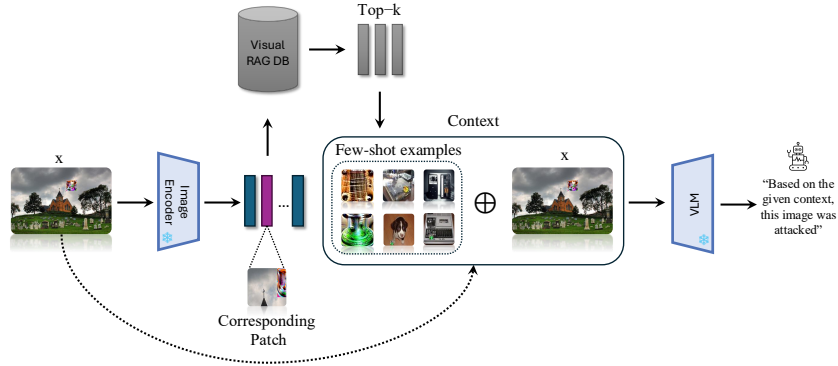 Top−k
Visual
RAG DB
Context
x
Image
Encoder
...
Few-shot examples
x
VLM
“Based on the
given context,
this image was
attacked”
Corresponding
Patch